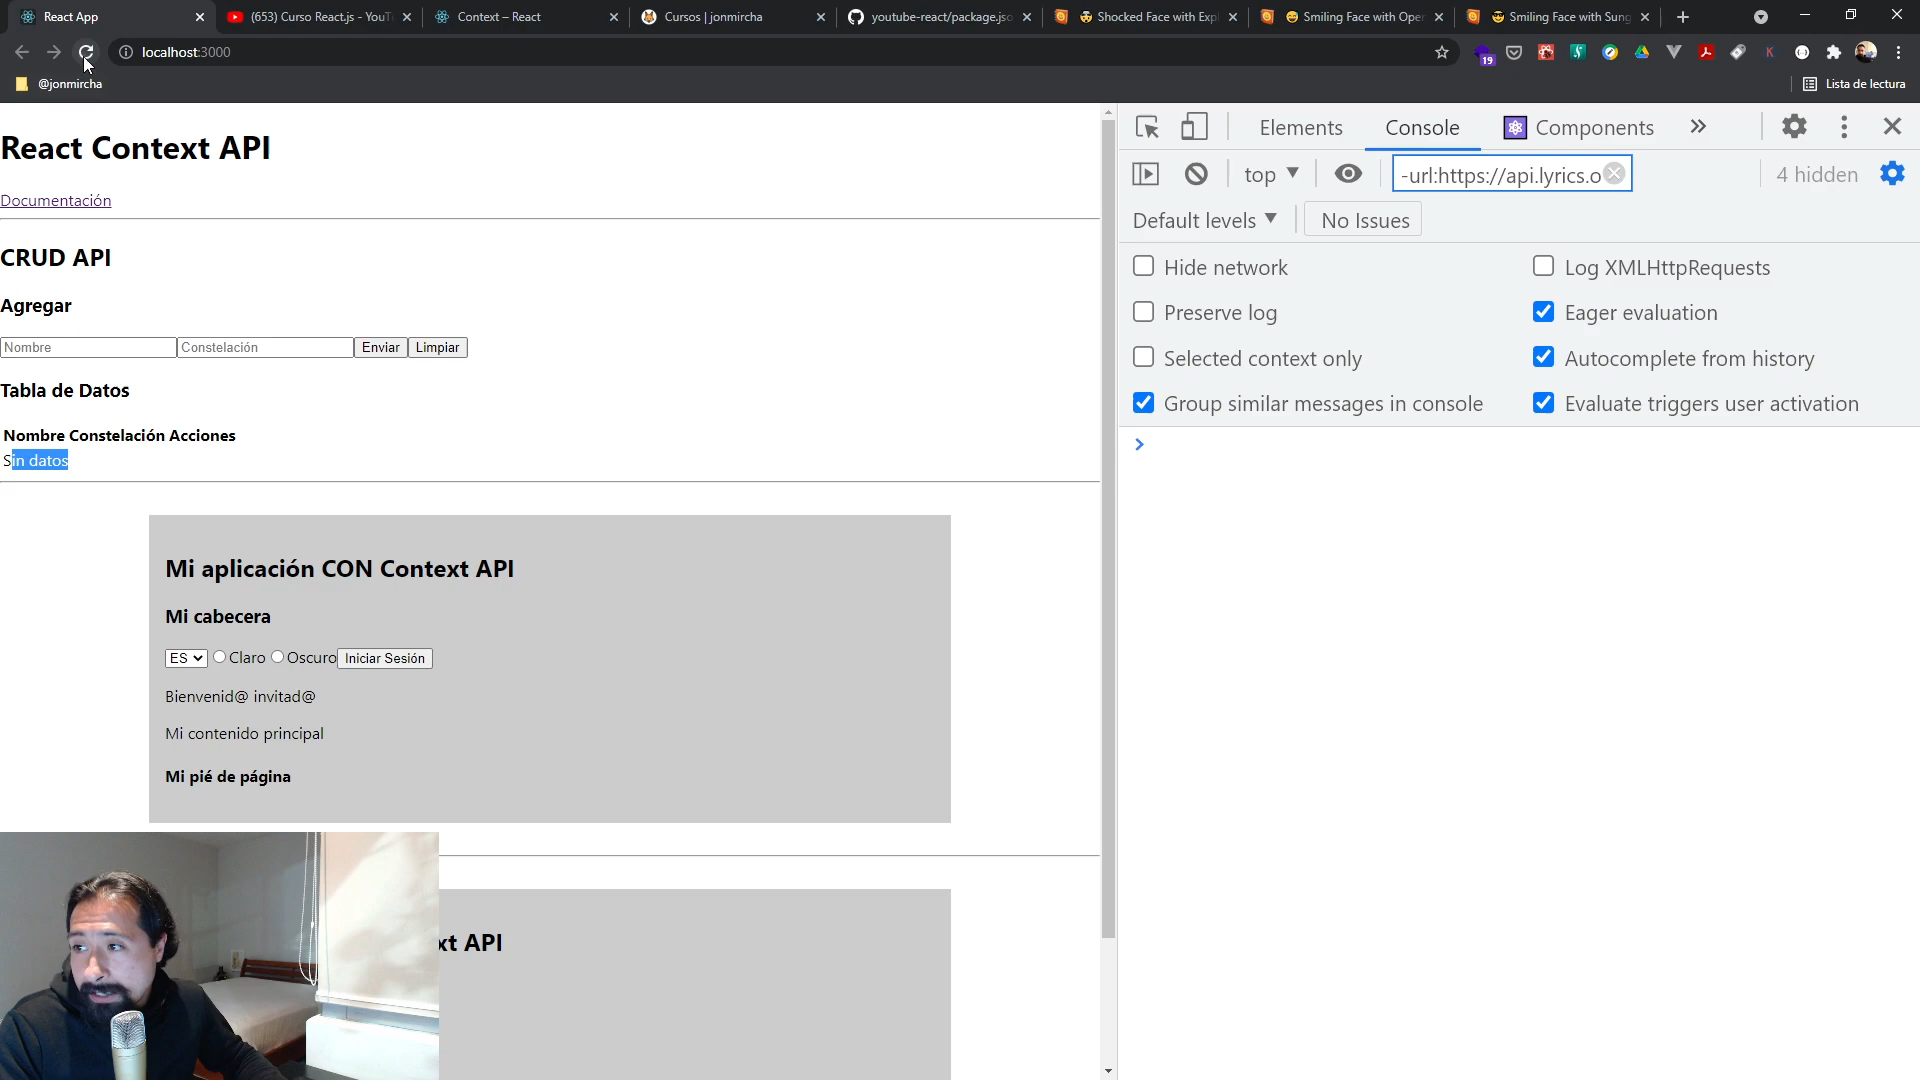 React App
(653) Curso React.js - YouT
Context – React
Cursos | jonmircha
youtube-react/package.jso
Shocked Face with Expl
Smiling Face with Oper
Smiling Face with Sung
localhost:3000
19
K
@jonmircha
Lista de lectura
React Context API
Documentación
CRUD API
Agregar
Nombre Constelación Enviar Limpiar
Tabla de Datos
Nombre Constelación Acciones
Sin datos
Mi aplicación CON Context API
Mi cabecera
ES Claro Oscuro Iniciar Sesión
Bienvenid@ invitad@
Mi contenido principal
Mi pié de página
xt API
Elements Console Components
top -url:https://api.lyrics.o 4 hidden
Default levels No Issues
Hide network Log XMLHttpRequests
Preserve log Eager evaluation
Selected context only Autocomplete from history
Group similar messages in console Evaluate triggers user activation